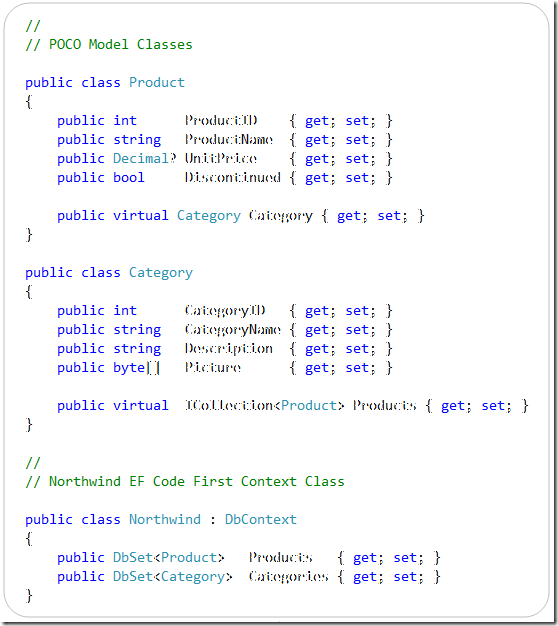 //
// POCO Model Classes
public class Product
{
public int ProductID { get; set; }
public string ProductName { get; set; }
public Decimal? UnitPrice { get; set; }
public bool Discontinued { get; set; }
public virtual Category Category { get; set; }
}
public class Category
{
public int CategoryID { get; set; }
public string CategoryName { get; set; }
public string Description { get; set; }
public byte[] Picture { get; set; }
public virtual ICollection<Product> Products { get; set; }
}
//
// Northwind EF Code First Context Class
public class Northwind : DbContext
{
public DbSet<Product> Products { get; set; }
public DbSet<Category> Categories { get; set; }
}